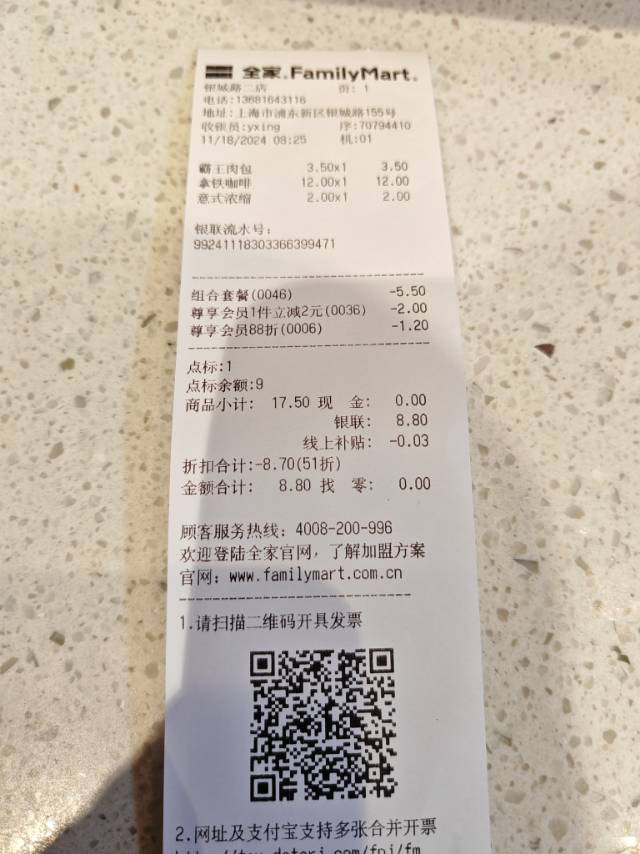 全家 FamilyMart
银城路二店 份: 1
电话:13681643116
地址:上海市浦东新区银城路155号
收银员:yxing 序:70794410
11/18/2024 08:25 机:01
霸王肉包 3.50x1 3.50
拿铁咖啡 12.00x1 12.00
意式浓缩 2.00x1 2.00
银联流水号:
99241118303366399471
组合套餐(0046) -5.50
尊享会员1件立减2元(0036) -2.00
尊享会员88折(0006) -1.20
点标:1
点标余额:9
商品小计: 17.50 现 金: 0.00
银联: 8.80
线上补贴: -0.03
折扣合计:-8.70(51折)
金额合计: 8.80 找 零: 0.00
顾客服务热线: 4008-200-996
欢迎登陆全家官网,了解加盟方案
官网: www.familymart.com.cn
1.请扫描二维码开具发票
2.网址及支付宝支持多张合并开票